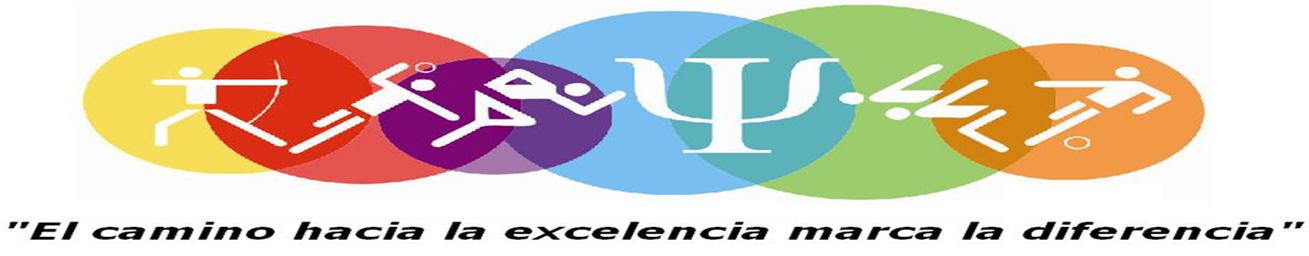 Ψ
"El camino hacia la excelencia marca la diferencia"